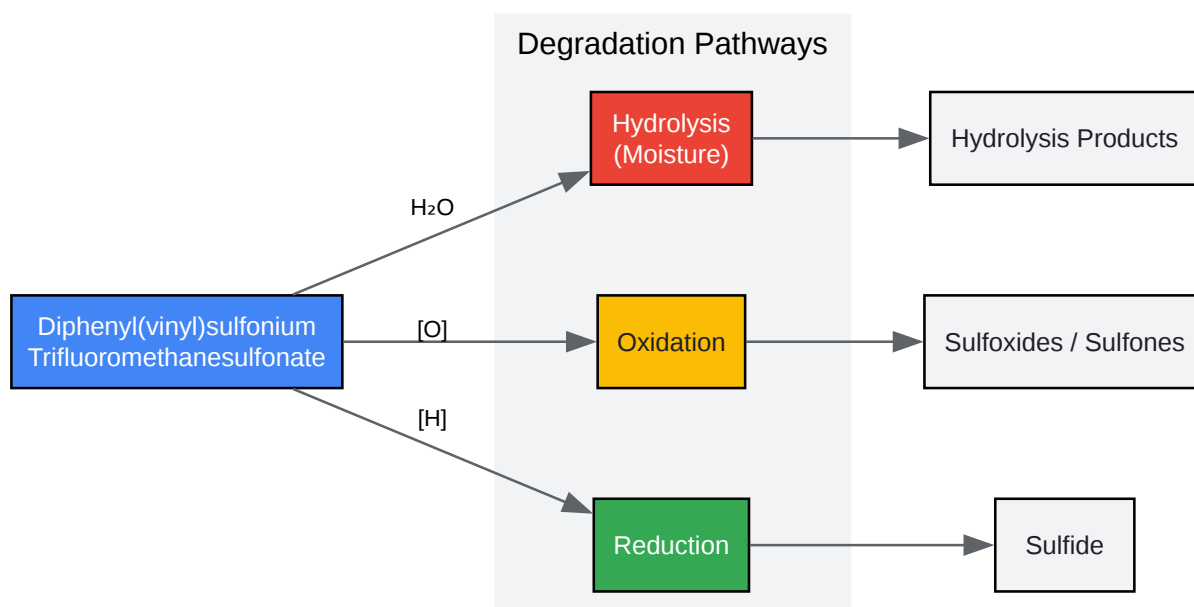 Degradation Pathways
Hydrolysis
(Moisture)
Hydrolysis Products
H₂O
Diphenyl(vinyl)sulfonium
Trifluoromethanesulfonate
[O]
Oxidation
Sulfoxides / Sulfones
[H]
Reduction
Sulfide